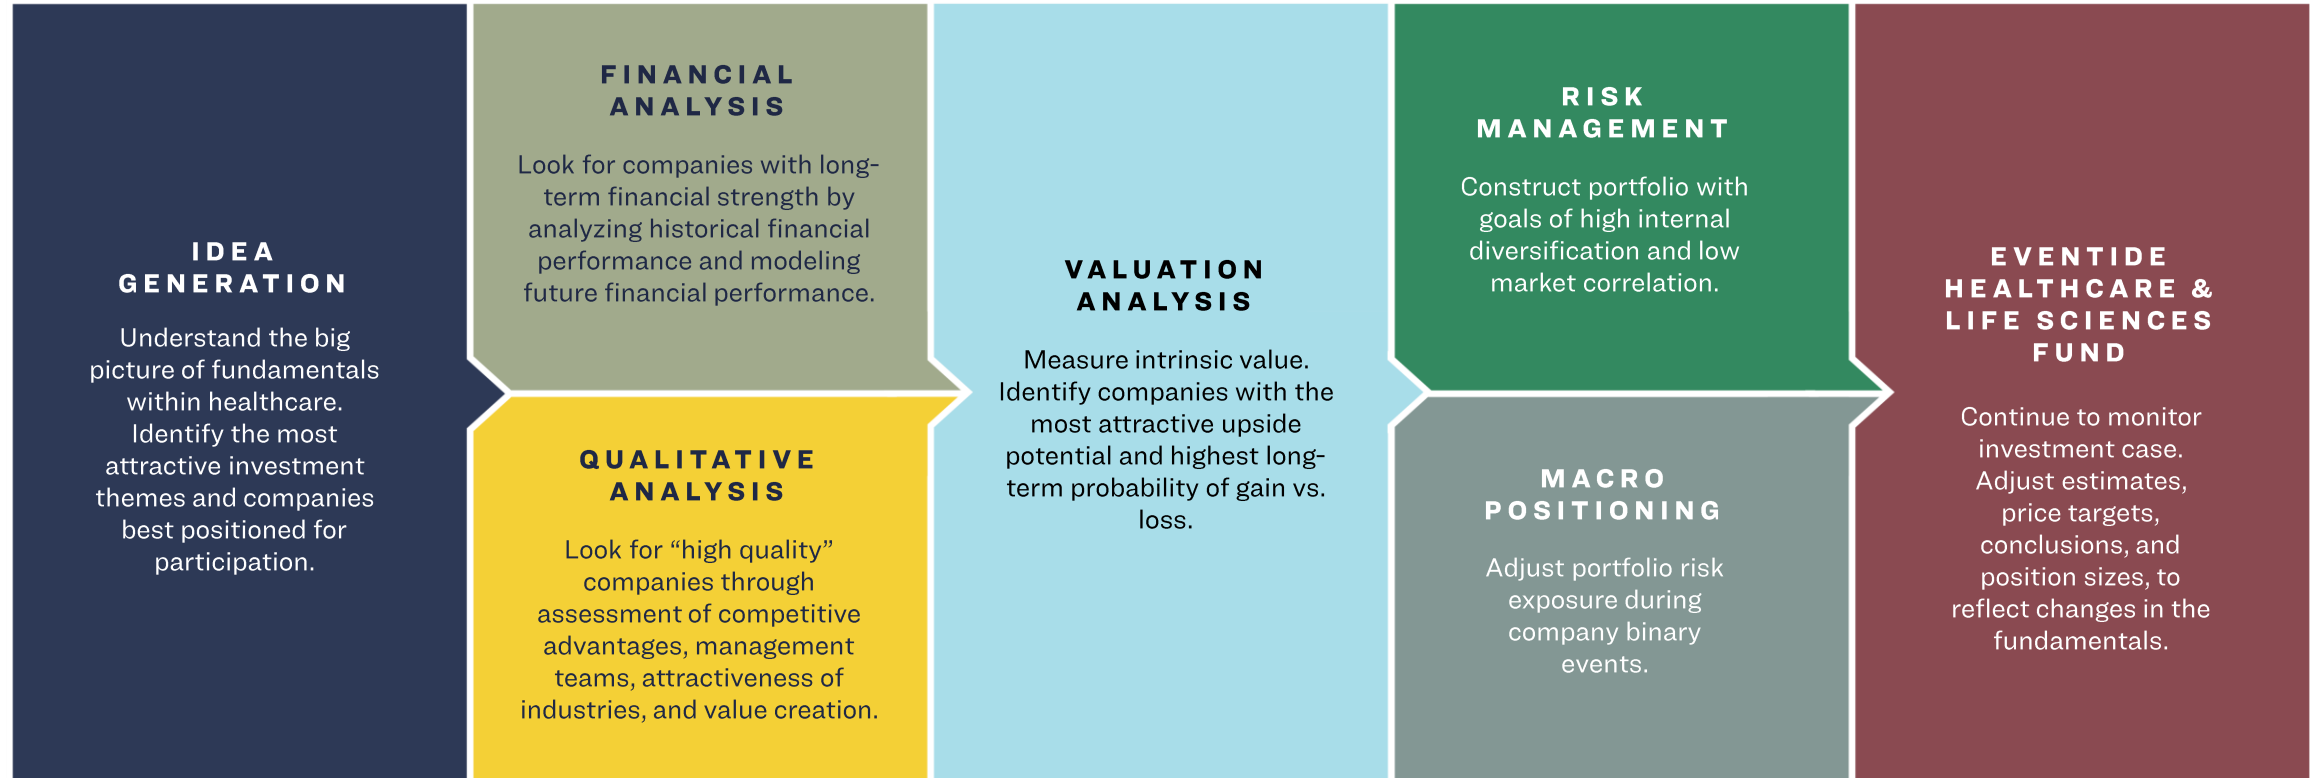 IDEA
GENERATION
Understand the big
picture of fundamentals
within healthcare.
Identify the most
attractive investment
themes and companies
best positioned for
participation.
FINANCIAL
ANALYSIS
Look for companies with long-
term financial strength by
analyzing historical financial
performance and modeling
future financial performance.
QUALITATIVE
ANALYSIS
Look for “high quality”
companies through
assessment of competitive
advantages, management
teams, attractiveness of
industries, and value creation.
VALUATION
ANALYSIS
Measure intrinsic value.
Identify companies with the
most attractive upside
potential and highest long-
term probability of gain vs.
loss.
RISK
MANAGEMENT
Construct portfolio with
goals of high internal
diversification and low
market correlation.
MACRO
POSITIONING
Adjust portfolio risk
exposure during
company binary
events.
EVENTIDE
HEALTHCARE &
LIFE SCIENCES
FUND
Continue to monitor
investment case.
Adjust estimates,
price targets,
conclusions, and
position sizes, to
reflect changes in the
fundamentals.